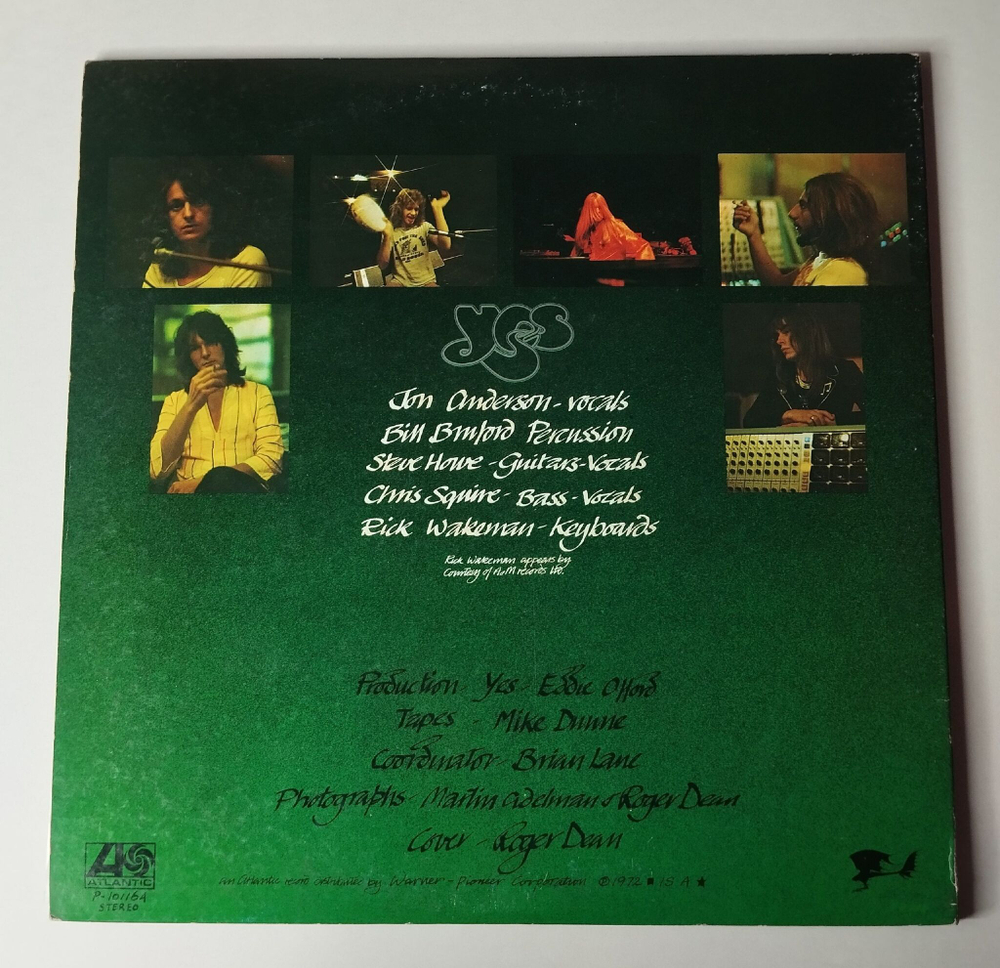 yes
Jon Anderson - vocals
Bill Bruford Percussion
Steve Howe - Guitars - Vocals
Chris Squire - Bass - Vocals
Rick Wakeman - Keyboards
Rick Wakeman appears by
Courtesy of A&M records ltd.
Production Yes - Eddie Offord
Tapes - Mike Dunne
Coordinator - Brian Lane
Photographs - Martin Adelman & Roger Dean
Cover - Roger Dean
ATLANTIC
an Atlantic record distributed by Warner - Pioneer Corporation ℗1972 ■ IS A ★
P-10116A
STEREO